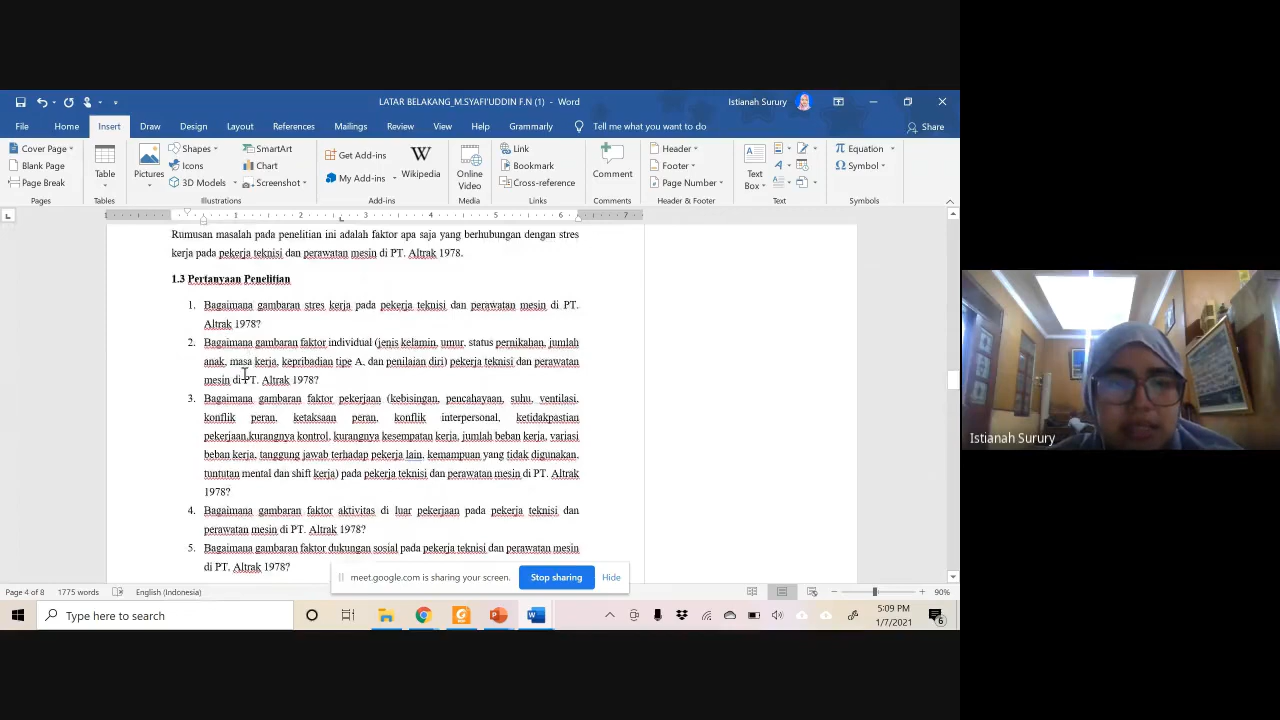 LATAR BELAKANG_M.SYAFI'UDDIN F.N (1) - Word
Istianah Surury
File Home Insert Draw Design Layout References Mailings Review View Help Grammarly Tell me what you want to do Share
Cover Page
Blank Page
Page Break
Pages
Table
Tables
Pictures
Shapes
Icons
3D Models
SmartArt
Chart
Screenshot
Illustrations
Get Add-ins
My Add-ins
Wikipedia
Add-ins
Online Video
Media
Link
Bookmark
Cross-reference
Links
Comment
Comments
Header
Footer
Page Number
Header & Footer
Text Box
Text
Equation
Symbol
Symbols
1 1 2 3 4 5 6 7
Rumusan masalah pada penelitian ini adalah faktor apa saja yang berhubungan dengan stres
kerja pada pekerja teknisi dan perawatan mesin di PT. Altrak 1978.
1.3 Pertanyaan Penelitian
1. Bagaimana gambaran stres kerja pada pekerja teknisi dan perawatan mesin di PT.
Altrak 1978?
2. Bagaimana gambaran faktor individual (jenis kelamin, umur, status pernikahan, jumlah
anak, masa kerja, kepribadian tipe A, dan penilaian diri) pekerja teknisi dan perawatan
mesin di PT. Altrak 1978?
3. Bagaimana gambaran faktor pekerjaan (kebisingan, pencahayaan, suhu, ventilasi,
konflik peran, ketaksaan peran, konflik interpersonal, ketidakpastian
pekerjaan,kurangnya kontrol, kurangnya kesempatan kerja, jumlah beban kerja, variasi
beban kerja, tanggung jawab terhadap pekerja lain, kemampuan yang tidak digunakan,
tuntutan mental dan shift kerja) pada pekerja teknisi dan perawatan mesin di PT. Altrak
1978?
4. Bagaimana gambaran faktor aktivitas di luar pekerjaan pada pekerja teknisi dan
perawatan mesin di PT. Altrak 1978?
5. Bagaimana gambaran faktor dukungan sosial pada pekerja teknisi dan perawatan mesin
di PT. Altrak 1978?
meet.google.com is sharing your screen. Stop sharing Hide
Page 4 of 8 1775 words English (Indonesia) 90%
Type here to search
5:09 PM
1/7/2021
6
Istianah Surury